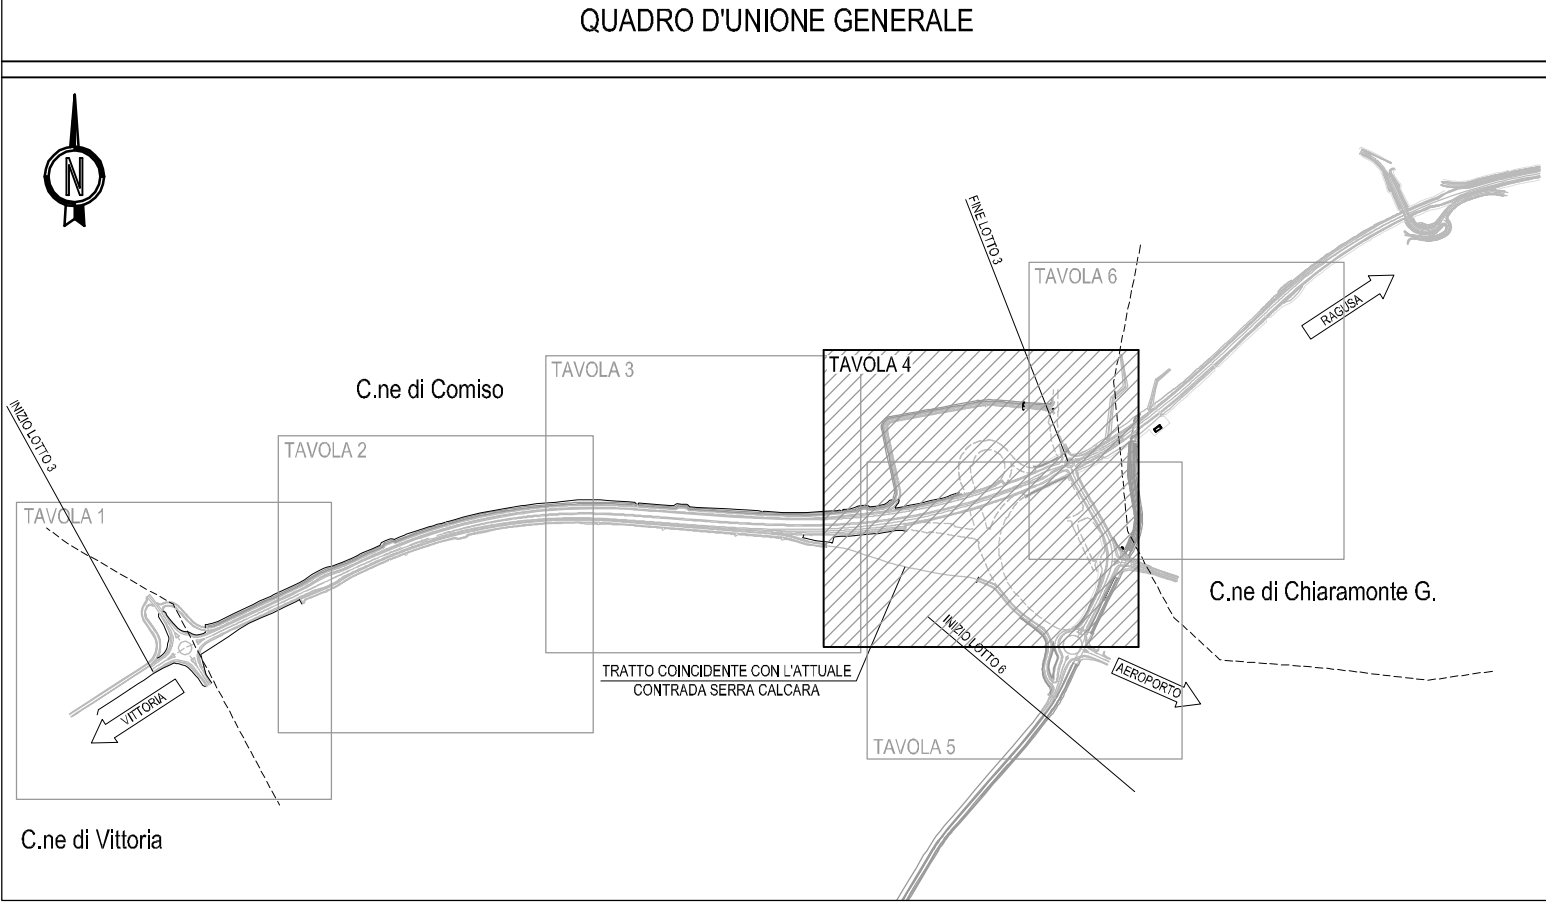 QUADRO D'UNIONE GENERALE
N
FINE LOTTO 3
TAVOLA 6
RAGUSA
TAVOLA 4
TAVOLA 3
C.ne di Comiso
INIZIO LOTTO 3
TAVOLA 2
TAVOLA 1
C.ne di Chiaramonte G.
INIZIO LOTTO 6
TRATTO COINCIDENTE CON L'ATTUALE
CONTRADA SERRA CALCARA
AEROPORTO
VITTORIA
TAVOLA 5
C.ne di Vittoria